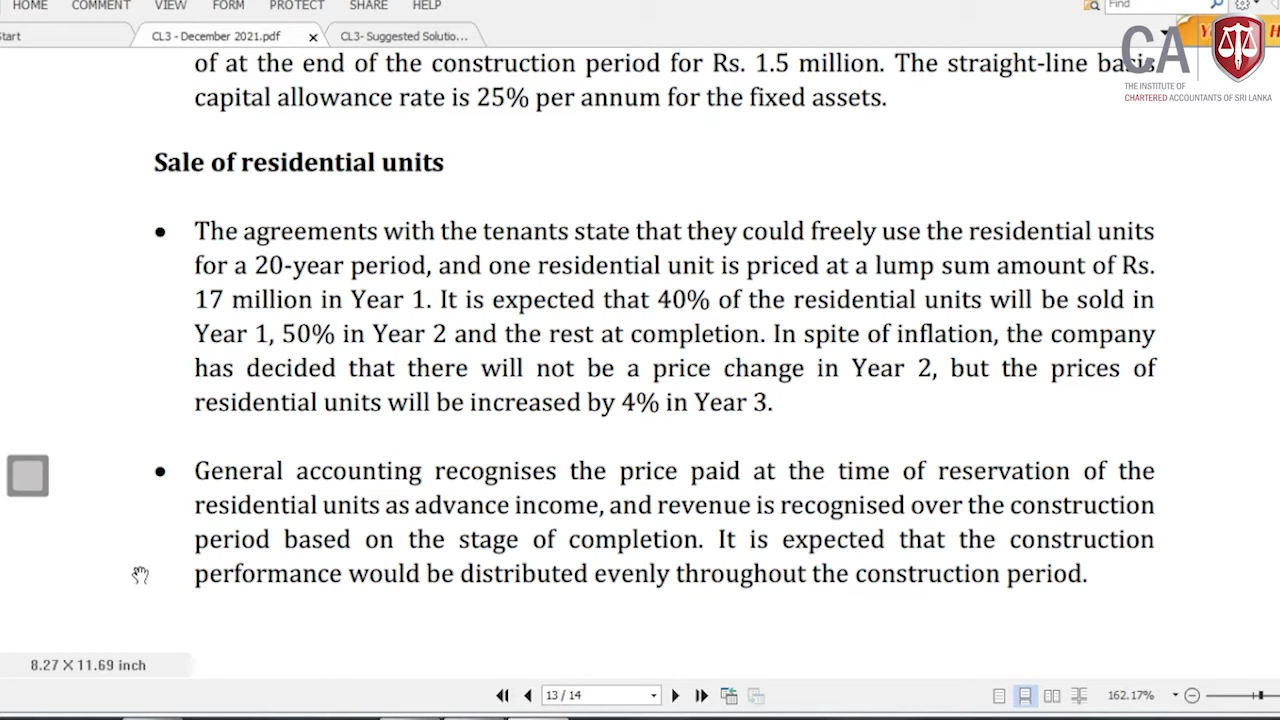 HOME COMMENT VIEW FORM PROTECT SHARE HELP Find
Start CL3 - December 2021.pdf x CL3- Suggested Solutio...
CA
THE INSTITUTE OF
CHARTERED ACCOUNTANTS OF SRI LANKA
of at the end of the construction period for Rs. 1.5 million. The straight-line basis
capital allowance rate is 25% per annum for the fixed assets.
Sale of residential units
• The agreements with the tenants state that they could freely use the residential units
for a 20-year period, and one residential unit is priced at a lump sum amount of Rs.
17 million in Year 1. It is expected that 40% of the residential units will be sold in
Year 1, 50% in Year 2 and the rest at completion. In spite of inflation, the company
has decided that there will not be a price change in Year 2, but the prices of
residential units will be increased by 4% in Year 3.
• General accounting recognises the price paid at the time of reservation of the
residential units as advance income, and revenue is recognised over the construction
period based on the stage of completion. It is expected that the construction
performance would be distributed evenly throughout the construction period.
8.27 X 11.69 inch
13 / 14 162.17%